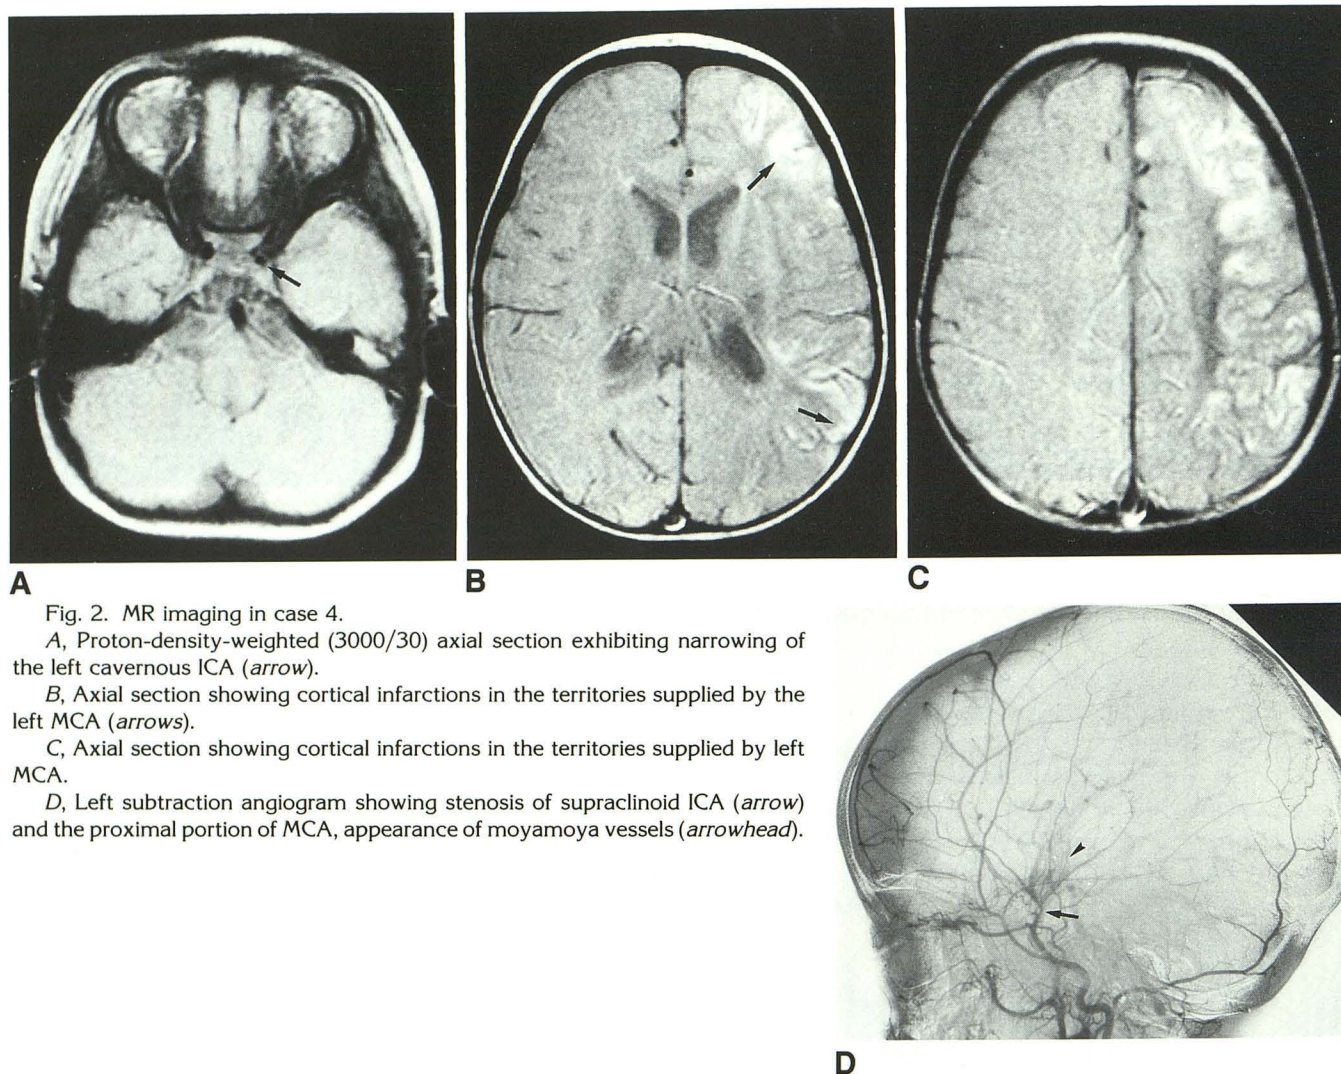 A
B
C
Fig. 2. MR imaging in case 4.
A, Proton-density-weighted (3000/30) axial section exhibiting narrowing of
the left cavernous ICA (arrow).
B, Axial section showing cortical infarctions in the territories supplied by the
left MCA (arrows).
C, Axial section showing cortical infarctions in the territories supplied by left
MCA.
D, Left subtraction angiogram showing stenosis of supraclinoid ICA (arrow)
and the proximal portion of MCA, appearance of moyamoya vessels (arrowhead).
D